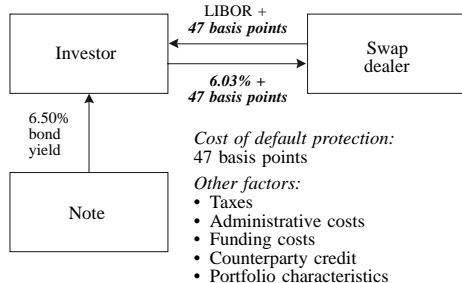 LIBOR +
47 basis points
Investor
Swap
dealer
6.03% +
47 basis points
6.50%
bond
yield
Note
Cost of default protection:
47 basis points
Other factors:
• Taxes
• Administrative costs
• Funding costs
• Counterparty credit
• Portfolio characteristics